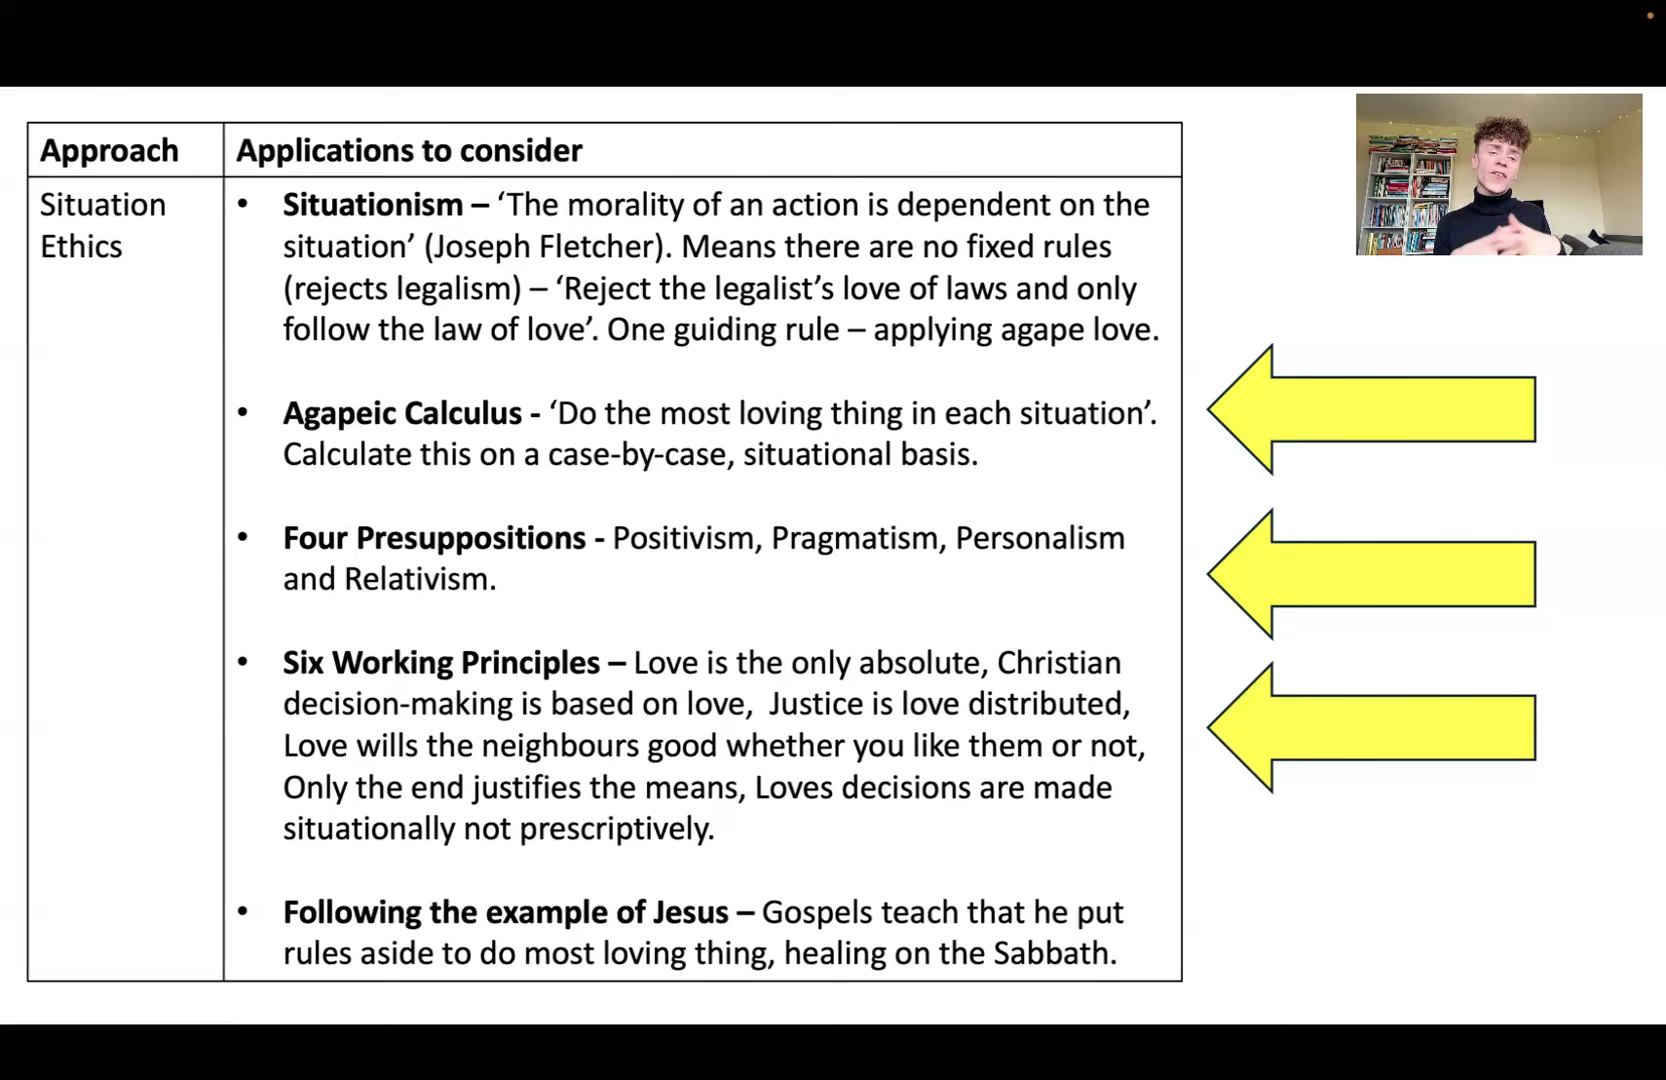 Approach
Applications to consider
Situation
Ethics
• Situationism – ‘The morality of an action is dependent on the
situation’ (Joseph Fletcher). Means there are no fixed rules
(rejects legalism) – ‘Reject the legalist’s love of laws and only
follow the law of love’. One guiding rule – applying agape love.
• Agapeic Calculus - ‘Do the most loving thing in each situation’.
Calculate this on a case-by-case, situational basis.
• Four Presuppositions - Positivism, Pragmatism, Personalism
and Relativism.
• Six Working Principles – Love is the only absolute, Christian
decision-making is based on love,  Justice is love distributed,
Love wills the neighbours good whether you like them or not,
Only the end justifies the means, Loves decisions are made
situationally not prescriptively.
• Following the example of Jesus – Gospels teach that he put
rules aside to do most loving thing, healing on the Sabbath.